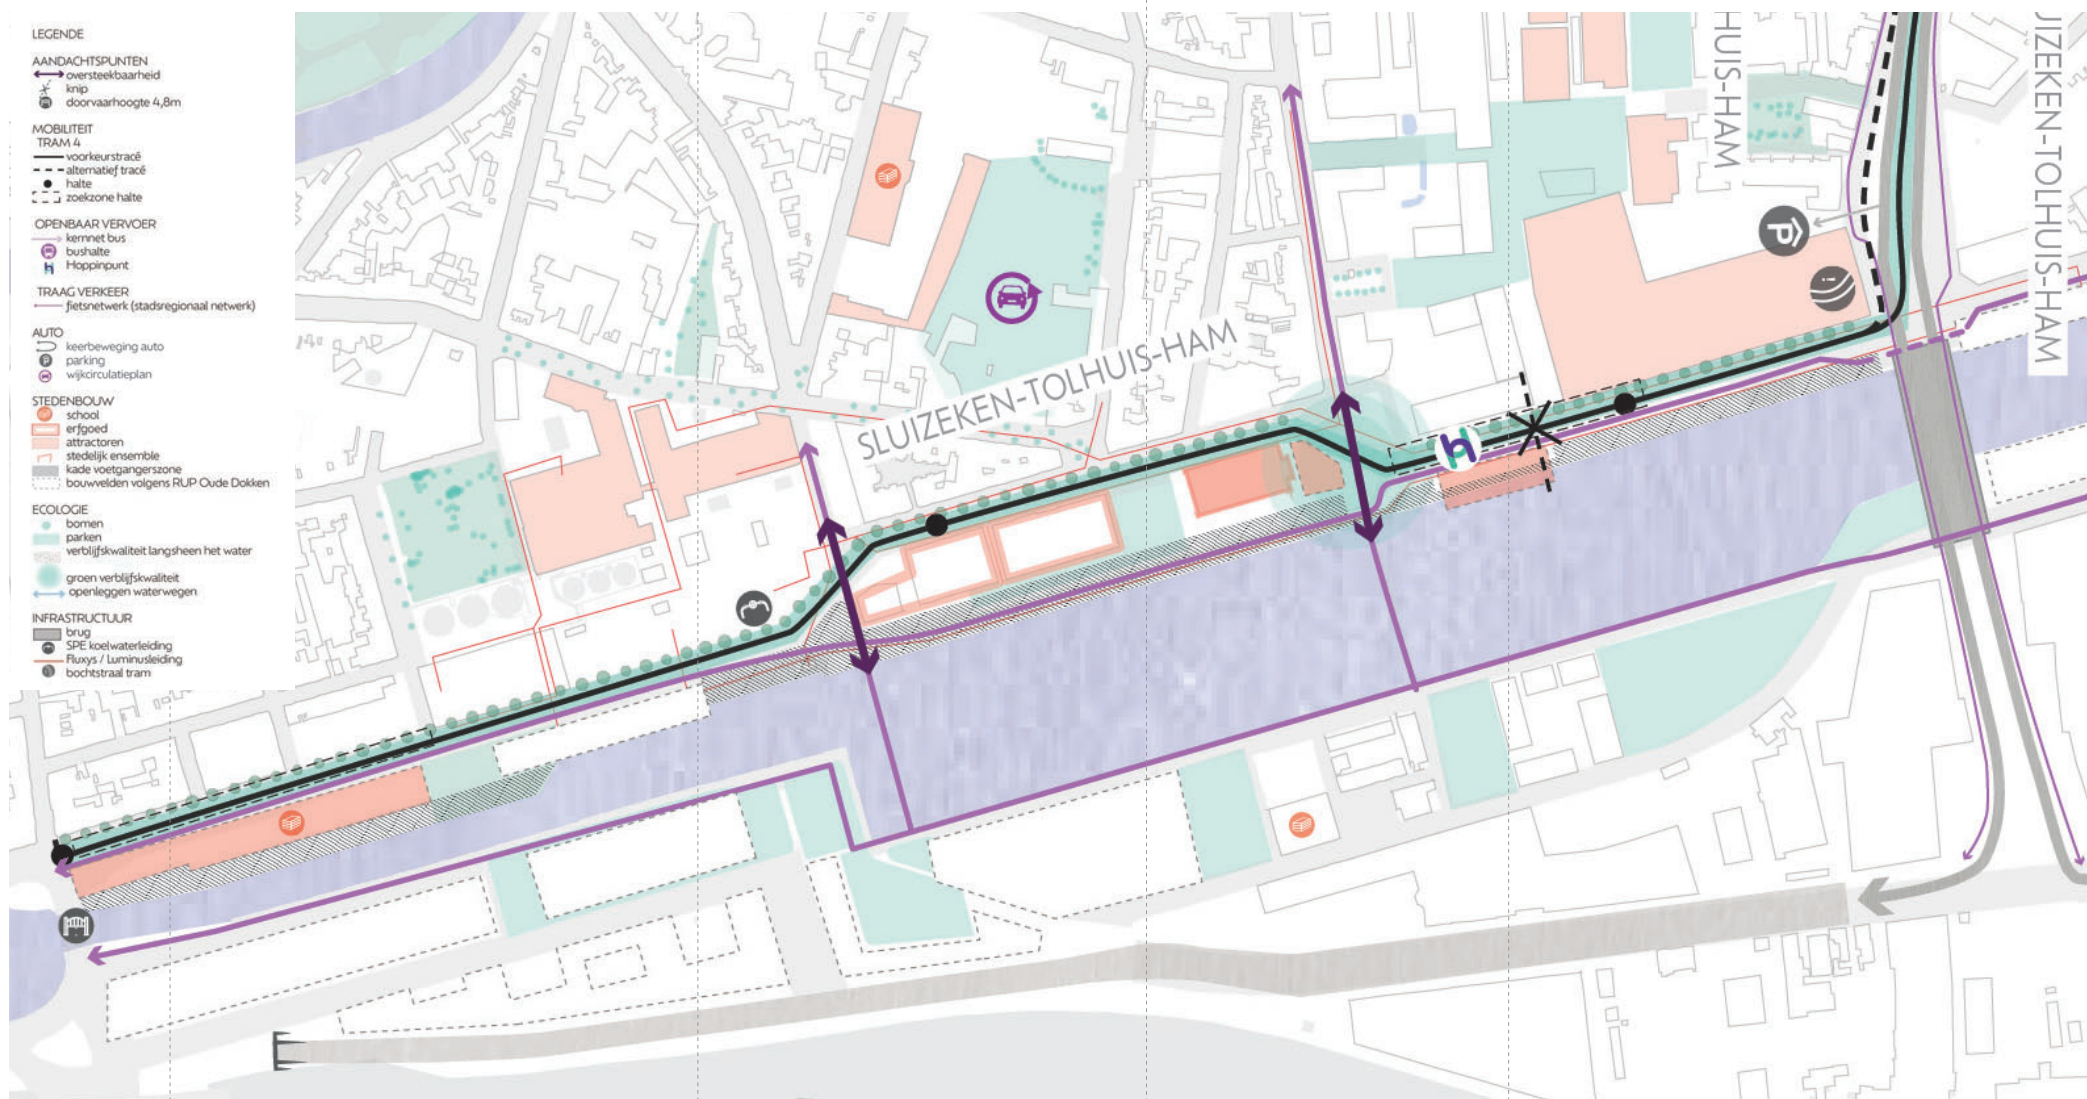 LEGENDE
AANDACHTSPUNTEN
oversteekbaarheid
knip
doorvaarhoogte 4,8m
MOBILITEIT
TRAM 4
voorkeurstracé
alternatief tracé
halte
zoekzone halte
OPENBAAR VERVOER
kernnet bus
bushalte
Hoppinpunt
TRAAG VERKEER
fietsnetwerk (stadsregionaal netwerk)
AUTO
keerbeweging auto
parking
wijkcirculatieplan
STEDENBOUW
school
erfgoed
attractoren
stedelijk ensemble
kade voetgangerszone
bouwvelden volgens RUP Oude Dokken
ECOLOGIE
bomen
parken
verblijfskwaliteit langsheen het water
groen verblijfskwaliteit
openleggen waterwegen
INFRASTRUCTUUR
brug
SPE koelwaterleiding
Fluxys / Luminusleiding
bochtstraal tram
SLUIZEKEN-TOLHUIS-HAM
HUIS-HAM
UIZEKEN-TOLHUIS-HAM
P
h